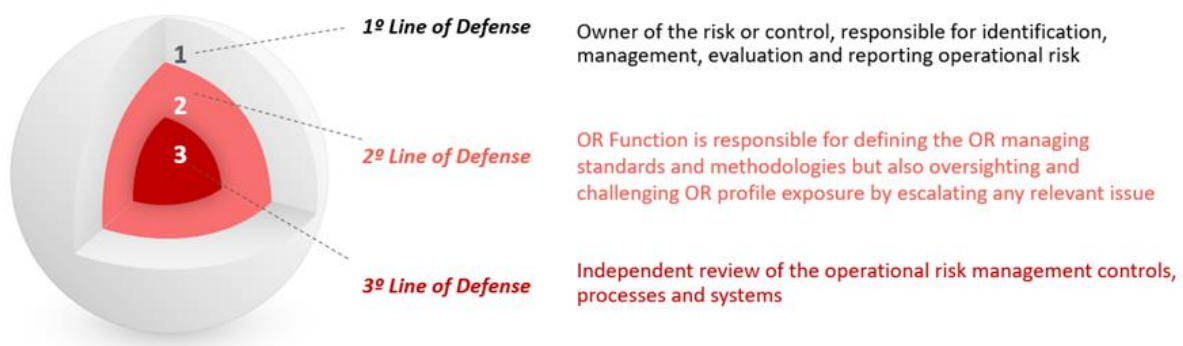 1
2
3
1º Line of Defense
Owner of the risk or control, responsible for identification,
management, evaluation and reporting operational risk
2º Line of Defense
OR Function is responsible for defining the OR managing
standards and methodologies but also oversighting and
challenging OR profile exposure by escalating any relevant issue
3º Line of Defense
Independent review of the operational risk management controls,
processes and systems